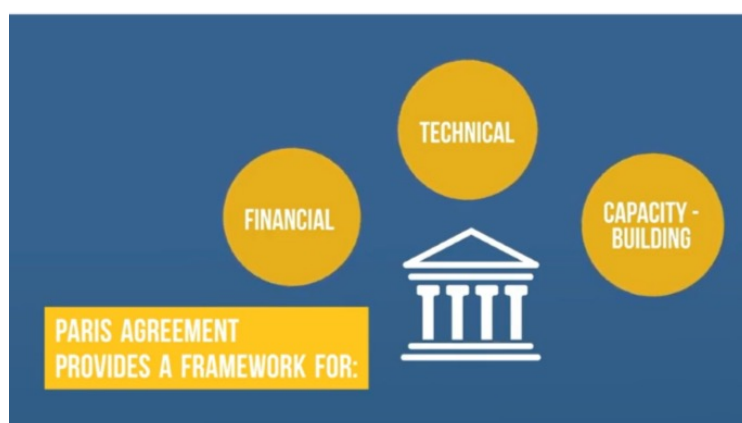 TECHNICAL
FINANCIAL
CAPACITY -
BUILDING
PARIS AGREEMENT
PROVIDES A FRAMEWORK FOR: